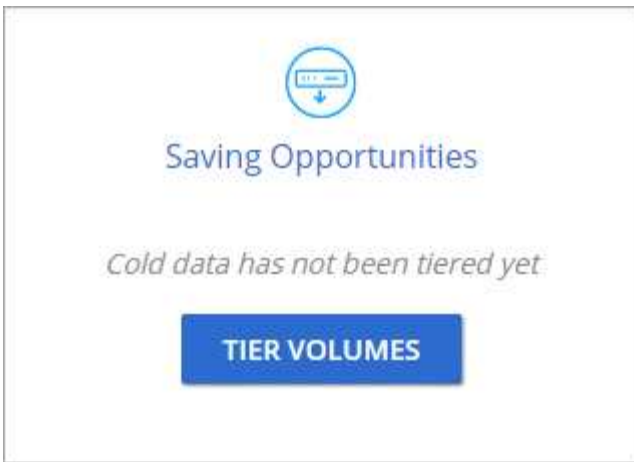 Saving Opportunities
Cold data has not been tiered yet
TIER VOLUMES